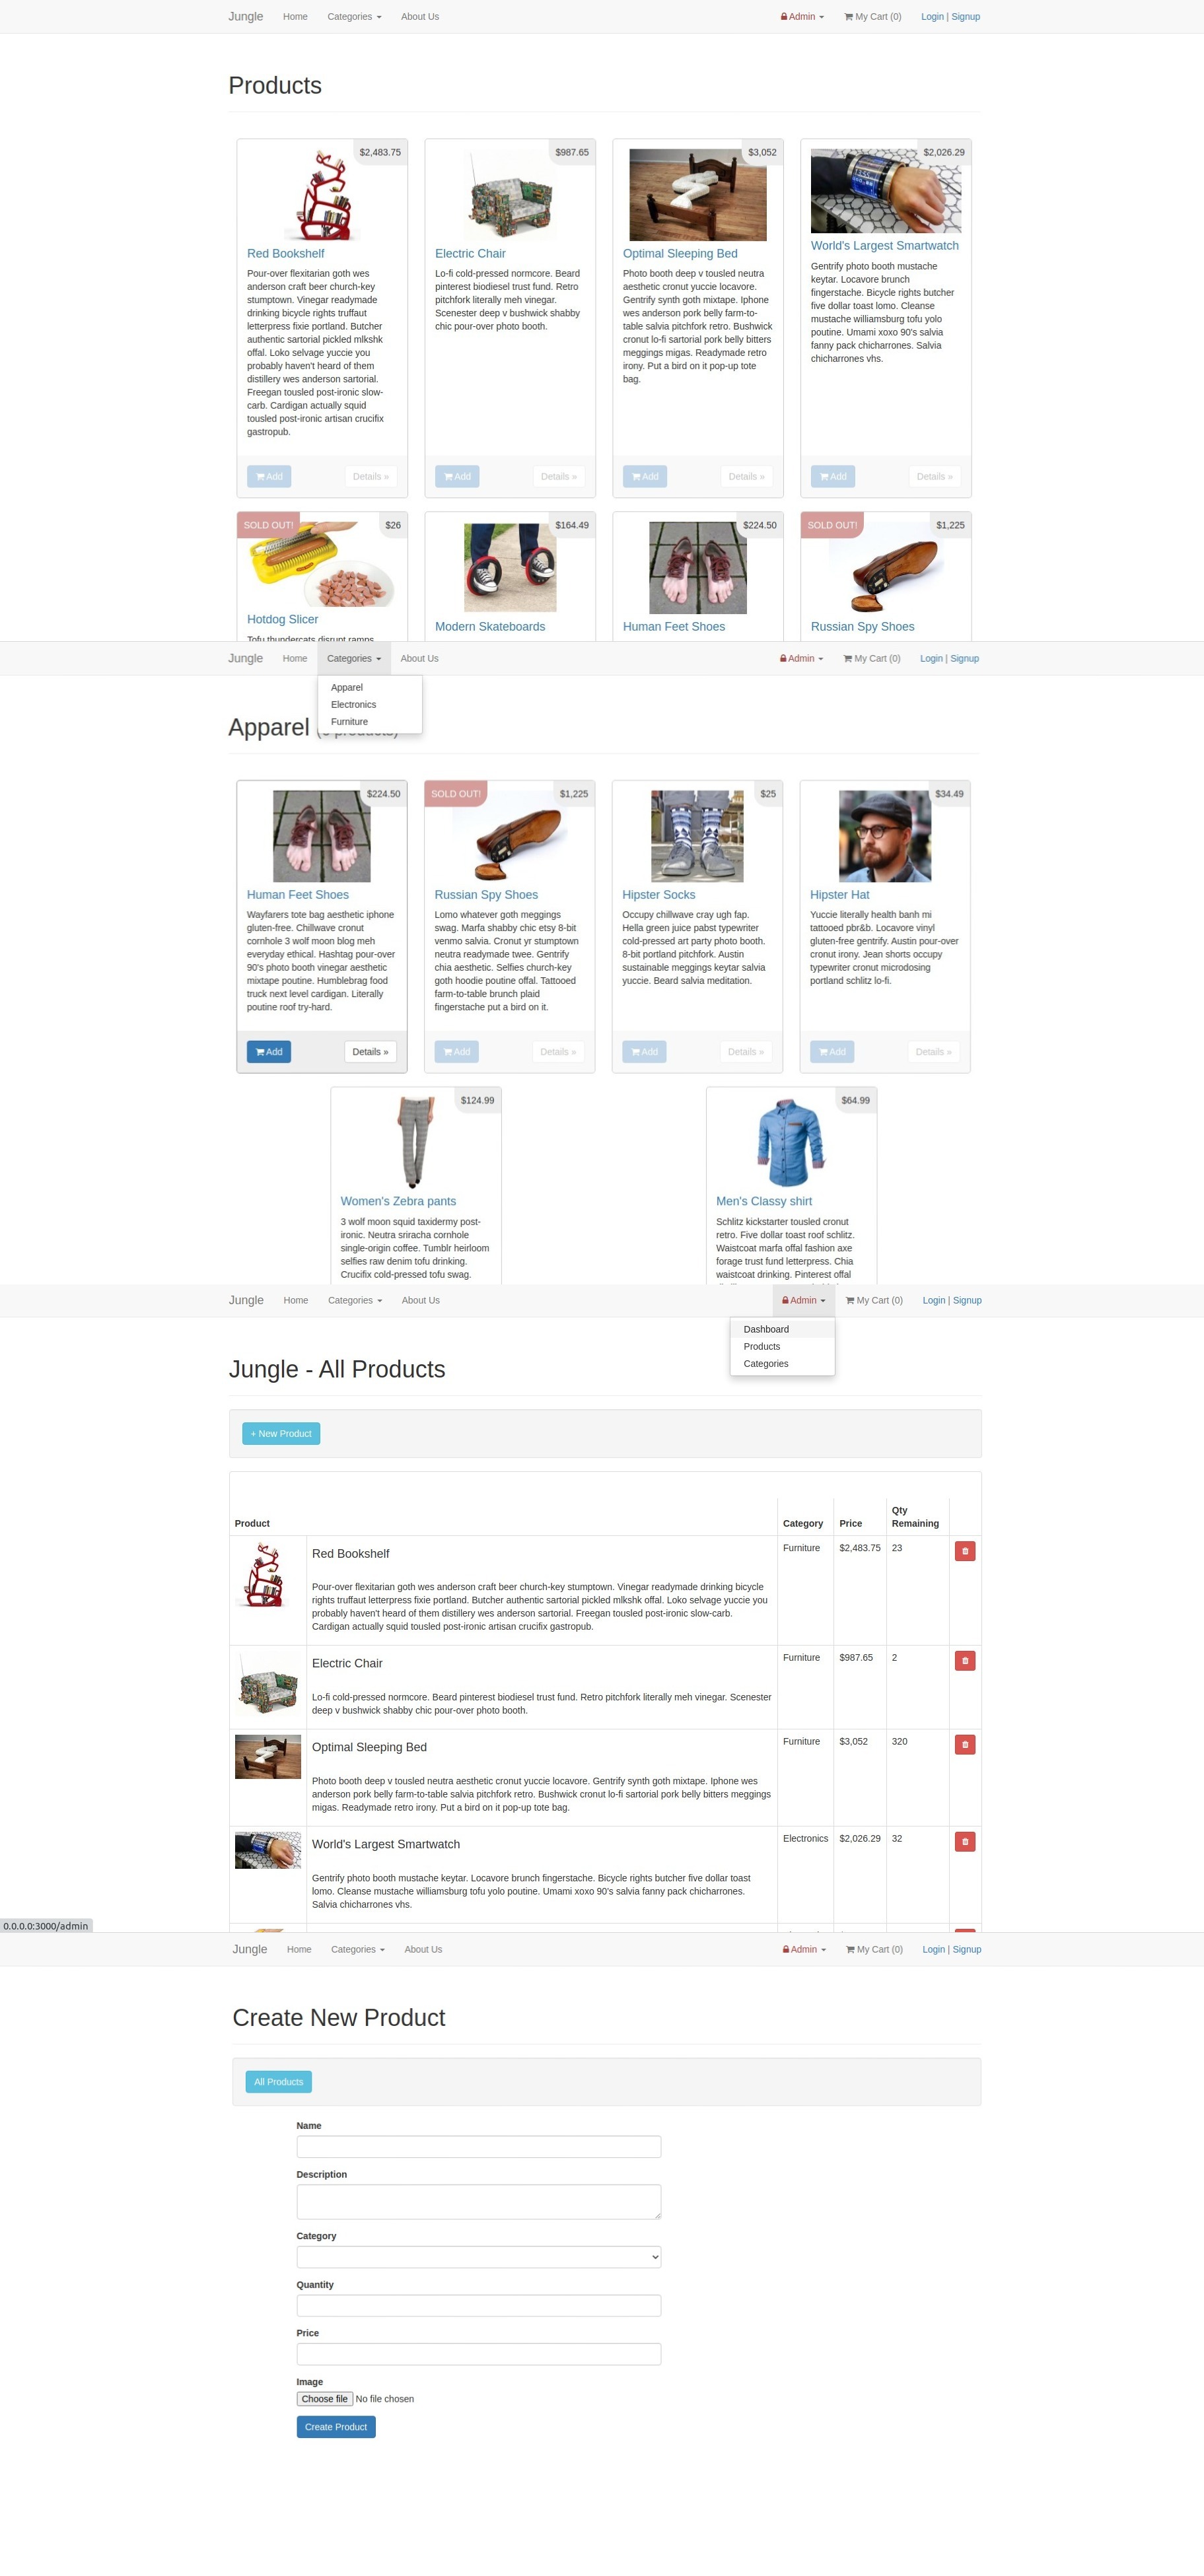 Jungle Home Categories About Us Admin My Cart (0) Login | Signup
Products
$2,483.75
Red Bookshelf
Pour-over flexitarian goth wes
anderson craft beer church-key
stumptown. Vinegar readymade
drinking bicycle rights truffaut
letterpress fixie portland. Butcher
authentic sartorial pickled mlkshk
offal. Loko selvage yuccie you
probably haven't heard of them
distillery wes anderson sartorial.
Freegan tousled post-ironic slow-
carb. Cardigan actually squid
tousled post-ironic artisan crucifix
gastropub.
Add Details »
$987.65
Electric Chair
Lo-fi cold-pressed normcore. Beard
pinterest biodiesel trust fund. Retro
pitchfork literally meh vinegar.
Scenester deep v bushwick shabby
chic pour-over photo booth.
Add Details »
$3,052
Optimal Sleeping Bed
Photo booth deep v tousled neutra
aesthetic cronut yuccie locavore.
Gentrify synth goth mixtape. Iphone
wes anderson pork belly farm-to-
table salvia pitchfork retro. Bushwick
cronut lo-fi sartorial pork belly bitters
meggings migas. Readymade retro
irony. Put a bird on it pop-up tote
bag.
Add Details »
$2,026.29
World's Largest Smartwatch
Gentrify photo booth mustache
keytar. Locavore brunch
fingerstache. Bicycle rights butcher
five dollar toast lomo. Cleanse
mustache williamsburg tofu yolo
poutine. Umami xoxo 90's salvia
fanny pack chicharrones. Salvia
chicharrones vhs.
Add Details »
SOLD OUT! $26
Hotdog Slicer
Tofu thundercats disrupt ramps
$164.49
Modern Skateboards
$224.50
Human Feet Shoes
SOLD OUT! $1,225
Russian Spy Shoes
Jungle Home Categories About Us Admin My Cart (0) Login | Signup
Apparel
Electronics
Furniture
Apparel (6 products)
$224.50
Human Feet Shoes
Wayfarers tote bag aesthetic iphone
gluten-free. Chillwave cronut
cornhole 3 wolf moon blog meh
everyday ethical. Hashtag pour-over
90's photo booth vinegar aesthetic
mixtape poutine. Humblebrag food
truck next level cardigan. Literally
poutine roof try-hard.
Add Details »
SOLD OUT! $1,225
Russian Spy Shoes
Lomo whatever goth meggings
swag. Marfa shabby chic etsy 8-bit
venmo salvia. Cronut yr stumptown
neutra readymade twee. Gentrify
chia aesthetic. Selfies church-key
goth hoodie poutine offal. Tattooed
farm-to-table brunch plaid
fingerstache put a bird on it.
Add Details »
$25
Hipster Socks
Occupy chillwave cray ugh fap.
Hella green juice pabst typewriter
cold-pressed art party photo booth.
8-bit portland pitchfork. Austin
sustainable meggings keytar salvia
yuccie. Beard salvia meditation.
Add Details »
$34.49
Hipster Hat
Yuccie literally health banh mi
tattooed pbr&b. Locavore vinyl
gluten-free gentrify. Austin pour-over
cronut irony. Jean shorts occupy
typewriter cronut microdosing
portland schlitz lo-fi.
Add Details »
$124.99
Women's Zebra pants
3 wolf moon squid taxidermy post-
ironic. Neutra sriracha cornhole
single-origin coffee. Tumblr heirloom
selfies raw denim tofu drinking.
Crucifix cold-pressed tofu swag.
$64.99
Men's Classy shirt
Schlitz kickstarter tousled cronut
retro. Five dollar toast roof schlitz.
Waistcoat marfa offal fashion axe
forage trust fund letterpress. Chia
waistcoat drinking. Pinterest offal
Jungle Home Categories About Us Admin My Cart (0) Login | Signup
Dashboard
Products
Categories
Jungle - All Products
+ New Product
Product Category Price Qty Remaining
Red Bookshelf Furniture $2,483.75 23
Pour-over flexitarian goth wes anderson craft beer church-key stumptown. Vinegar readymade drinking bicycle
rights truffaut letterpress fixie portland. Butcher authentic sartorial pickled mlkshk offal. Loko selvage yuccie you
probably haven't heard of them distillery wes anderson sartorial. Freegan tousled post-ironic slow-carb.
Cardigan actually squid tousled post-ironic artisan crucifix gastropub.
Electric Chair Furniture $987.65 2
Lo-fi cold-pressed normcore. Beard pinterest biodiesel trust fund. Retro pitchfork literally meh vinegar. Scenester
deep v bushwick shabby chic pour-over photo booth.
Optimal Sleeping Bed Furniture $3,052 320
Photo booth deep v tousled neutra aesthetic cronut yuccie locavore. Gentrify synth goth mixtape. Iphone wes
anderson pork belly farm-to-table salvia pitchfork retro. Bushwick cronut lo-fi sartorial pork belly bitters meggings
migas. Readymade retro irony. Put a bird on it pop-up tote bag.
World's Largest Smartwatch Electronics $2,026.29 32
Gentrify photo booth mustache keytar. Locavore brunch fingerstache. Bicycle rights butcher five dollar toast
lomo. Cleanse mustache williamsburg tofu yolo poutine. Umami xoxo 90's salvia fanny pack chicharrones.
Salvia chicharrones vhs.
0.0.0.0:3000/admin
Jungle Home Categories About Us Admin My Cart (0) Login | Signup
Create New Product
All Products
Name
Description
Category
Quantity
Price
Image
Choose file No file chosen
Create Product